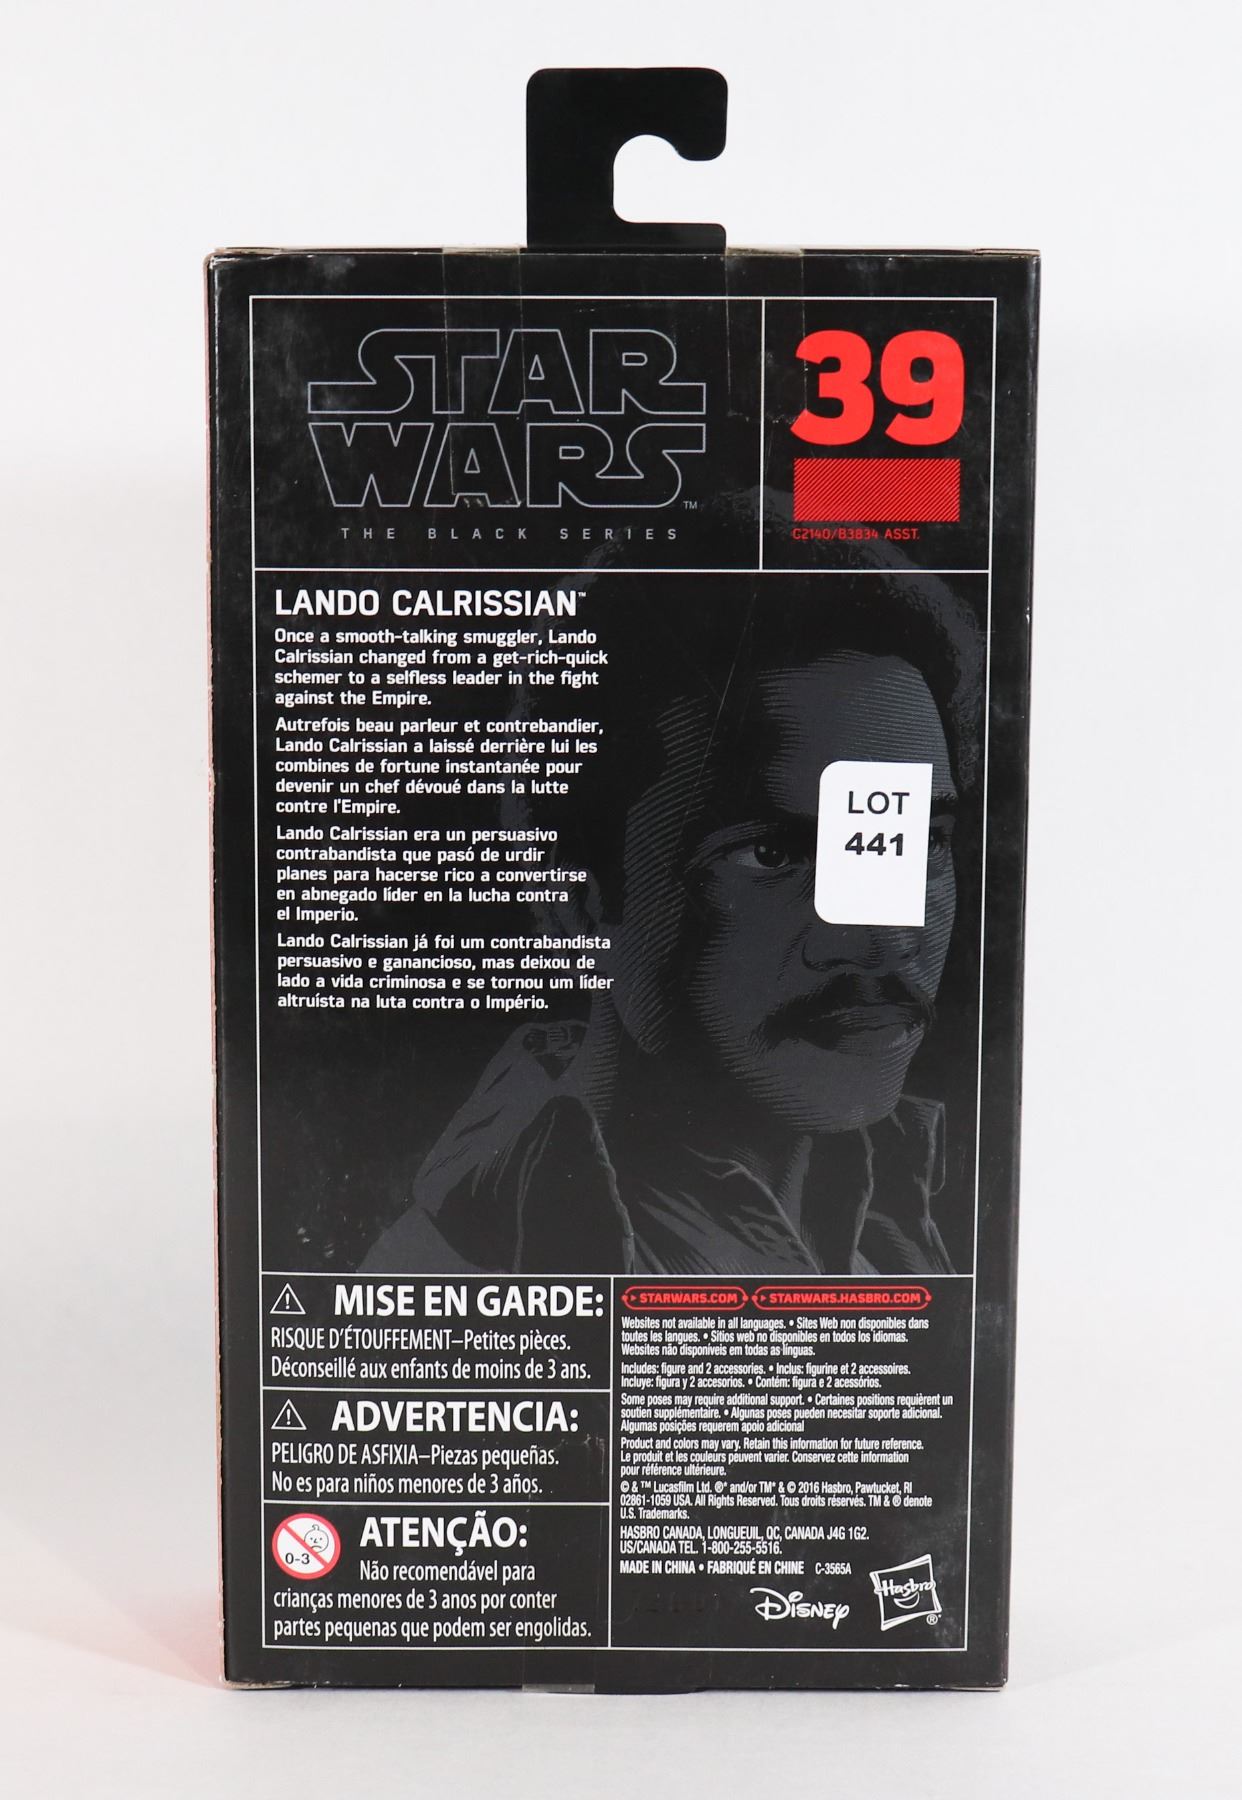 STAR
WARS™
THE BLACK SERIES
39
C2140/B3834 ASST.
LANDO CALRISSIAN™
Once a smooth-talking smuggler, Lando
Calrissian changed from a get-rich-quick
schemer to a selfless leader in the fight
against the Empire.
Autrefois beau parleur et contrebandier,
Lando Calrissian a laissé derrière lui les
combines de fortune instantanée pour
devenir un chef dévoué dans la lutte
contre l'Empire.
Lando Calrissian era un persuasivo
contrabandista que pasó de urdir
planes para hacerse rico a convertirse
en abnegado líder en la lucha contra
el Imperio.
Lando Calrissian já foi um contrabandista
persuasivo e ganancioso, mas deixou de
lado a vida criminosa e se tornou um líder
altruísta na luta contra o Império.
LOT
441
⚠ MISE EN GARDE:
RISQUE D'ÉTOUFFEMENT–Petites pièces.
Déconseillé aux enfants de moins de 3 ans.
⚠ ADVERTENCIA:
PELIGRO DE ASFIXIA–Piezas pequeñas.
No es para niños menores de 3 años.
0-3
ATENÇÃO:
Não recomendável para
crianças menores de 3 anos por conter
partes pequenas que podem ser engolidas.
STARWARS.COM STARWARS.HASBRO.COM
Websites not available in all languages. • Sites Web non disponibles dans
toutes les langues. • Sitios web no disponibles en todos los idiomas.
Websites não disponíveis em todas as línguas.
Includes: figure and 2 accessories. • Inclus: figurine et 2 accessoires.
Incluye: figura y 2 accesorios. • Contém: figura e 2 acessórios.
Some poses may require additional support. • Certaines positions requièrent un
soutien supplémentaire. • Algunas poses pueden necesitar soporte adicional.
Algumas posições requerem apoio adicional
Product and colors may vary. Retain this information for future reference.
Le produit et les couleurs peuvent varier. Conservez cette information
pour référence ultérieure.
© & ™ Lucasfilm Ltd. ®* and/or TM* & © 2016 Hasbro, Pawtucket, RI
02861-1059 USA. All Rights Reserved. Tous droits réservés. TM & ® denote
U.S. Trademarks.
HASBRO CANADA, LONGUEUIL, QC, CANADA J4G 1G2.
US/CANADA TEL. 1-800-255-5516.
MADE IN CHINA • FABRIQUÉ EN CHINE C-3565A
Disney
Hasbro®